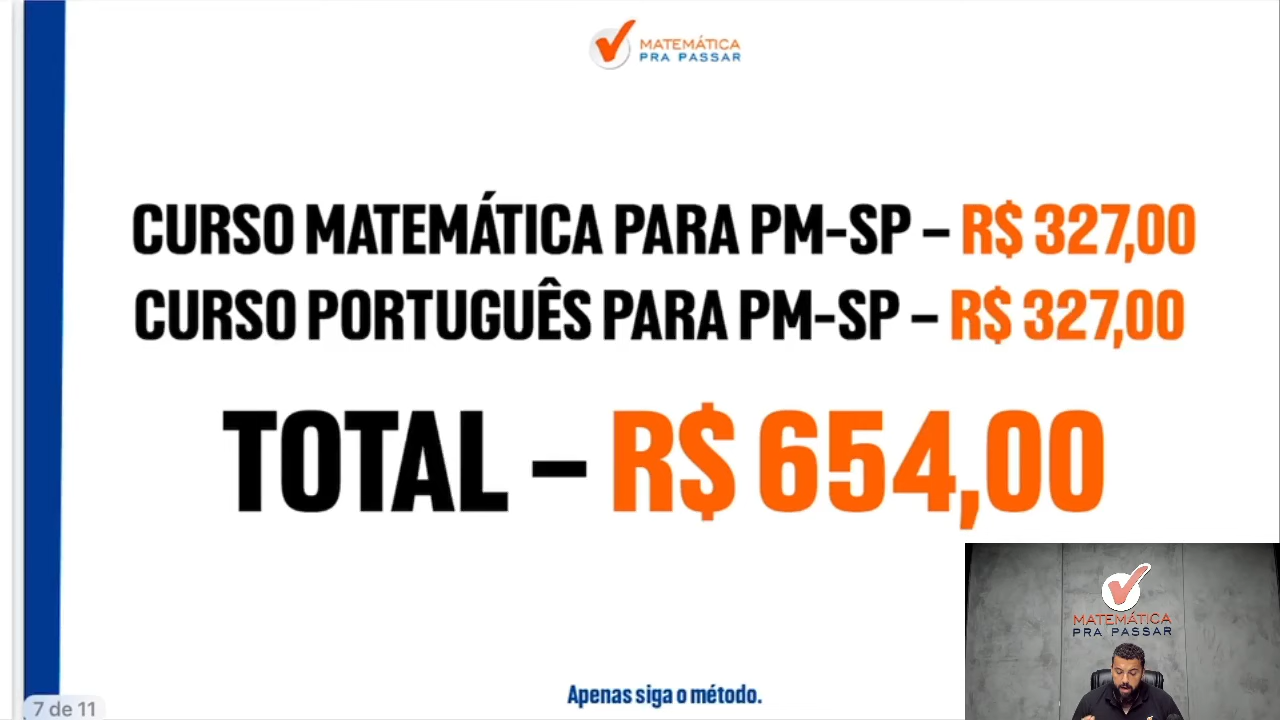 MATEMÁTICA
PRA PASSAR
CURSO MATEMÁTICA PARA PM-SP – R$ 327,00
CURSO PORTUGUÊS PARA PM-SP – R$ 327,00
TOTAL – R$ 654,00
MATEMÁTICA
PRA PASSAR
Apenas siga o método.
7 de 11